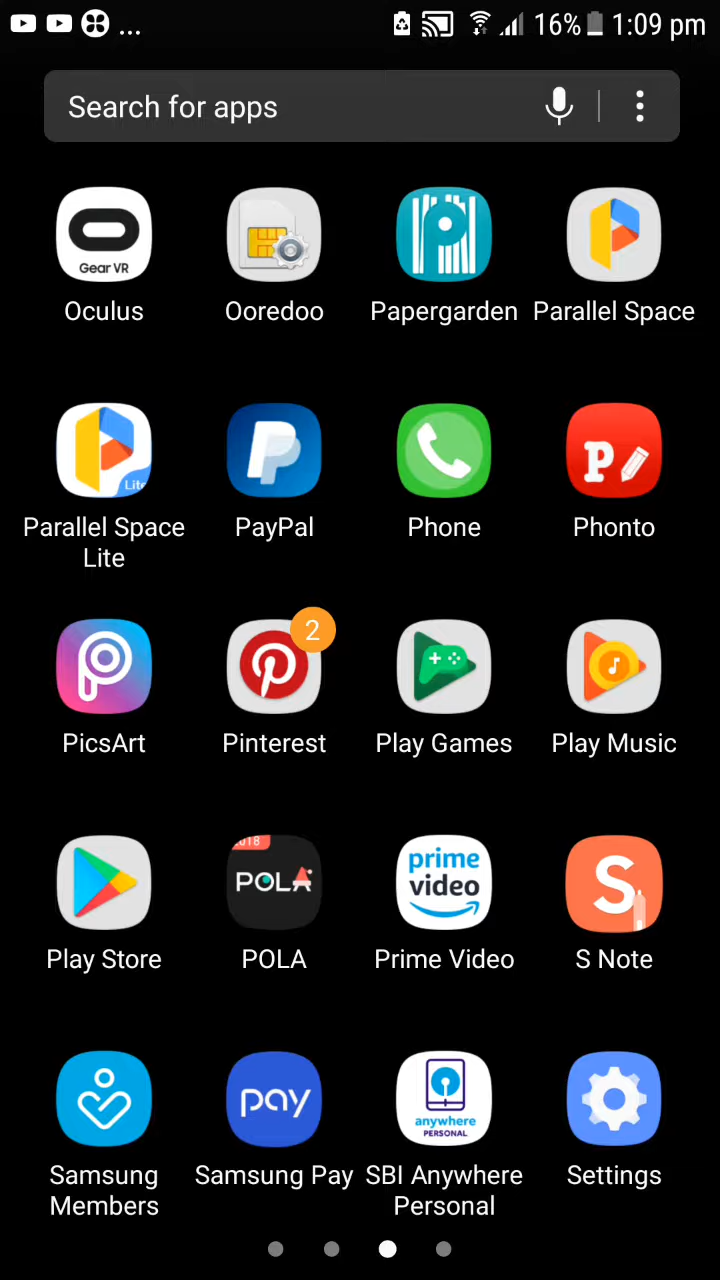 ... 16% 1:09 pm
Search for apps
Gear VR
Oculus Ooredoo Papergarden Parallel Space
Lite
Parallel Space PayPal Phone Phonto
Lite
2
PicsArt Pinterest Play Games Play Music
POLA
prime
video
S
Play Store POLA Prime Video S Note
pay
anywhere
PERSONAL
Samsung Samsung Pay SBI Anywhere Settings
Members Personal